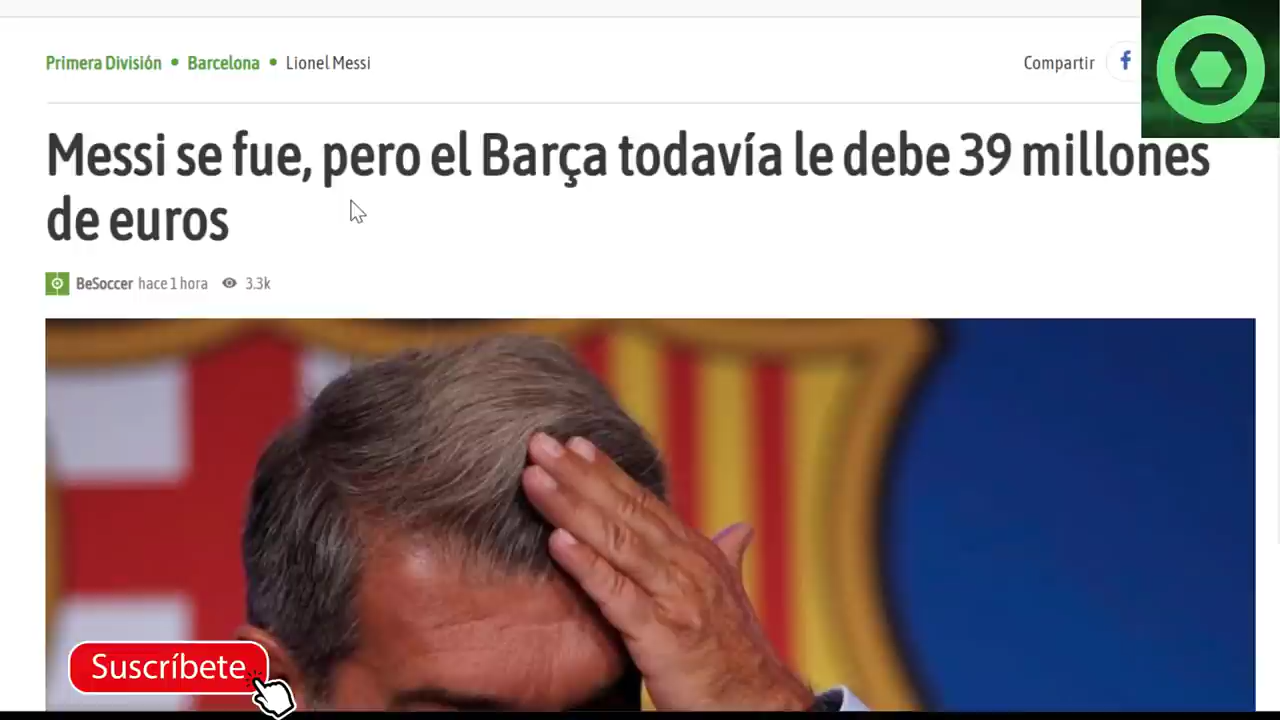 Primera División • Barcelona • Lionel Messi
Compartir
Messi se fue, pero el Barça todavía le debe 39 millones
de euros
BeSoccer hace 1 hora 3.3k
Suscríbete